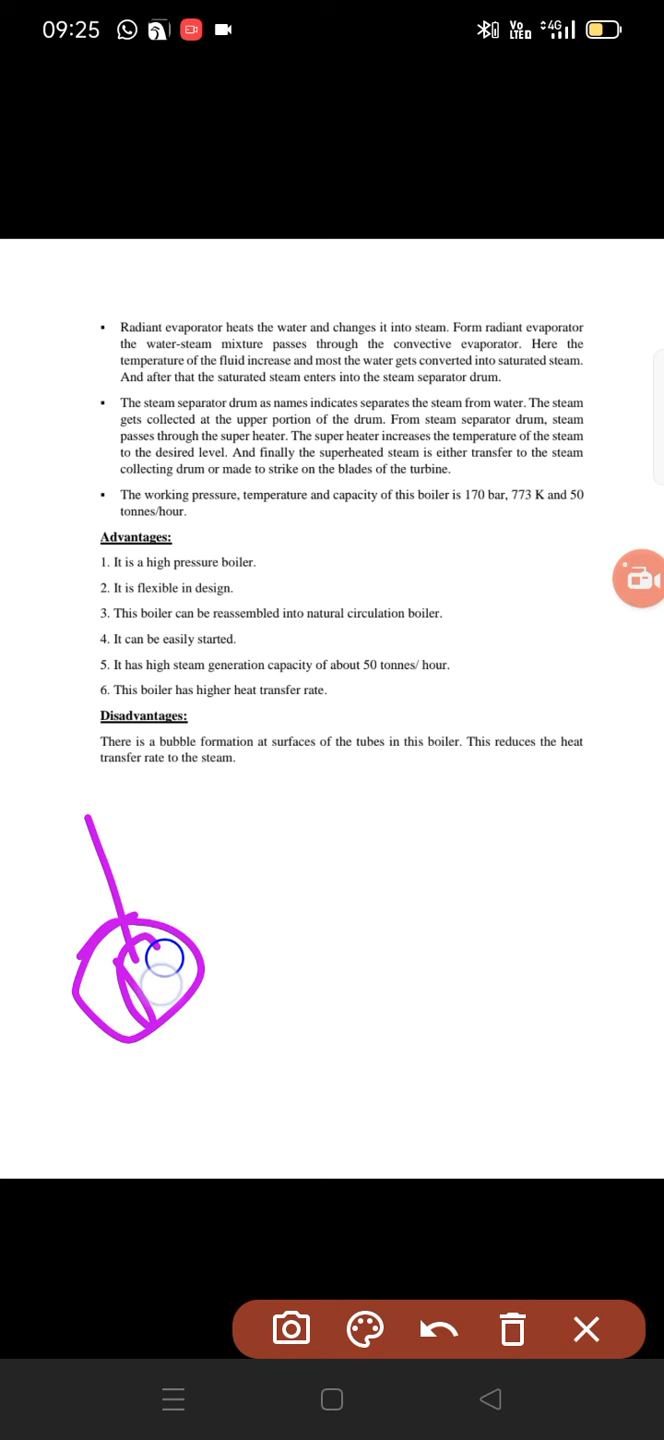 09:25
Vo
LTE
4G
▪ Radiant evaporator heats the water and changes it into steam. Form radiant evaporator
the water-steam mixture passes through the convective evaporator. Here the
temperature of the fluid increase and most the water gets converted into saturated steam.
And after that the saturated steam enters into the steam separator drum.
▪ The steam separator drum as names indicates separates the steam from water. The steam
gets collected at the upper portion of the drum. From steam separator drum, steam
passes through the super heater. The super heater increases the temperature of the steam
to the desired level. And finally the superheated steam is either transfer to the steam
collecting drum or made to strike on the blades of the turbine.
▪ The working pressure, temperature and capacity of this boiler is 170 bar, 773 K and 50
tonnes/hour.
Advantages:
1. It is a high pressure boiler.
2. It is flexible in design.
3. This boiler can be reassembled into natural circulation boiler.
4. It can be easily started.
5. It has high steam generation capacity of about 50 tonnes/ hour.
6. This boiler has higher heat transfer rate.
Disadvantages:
There is a bubble formation at surfaces of the tubes in this boiler. This reduces the heat
transfer rate to the steam.